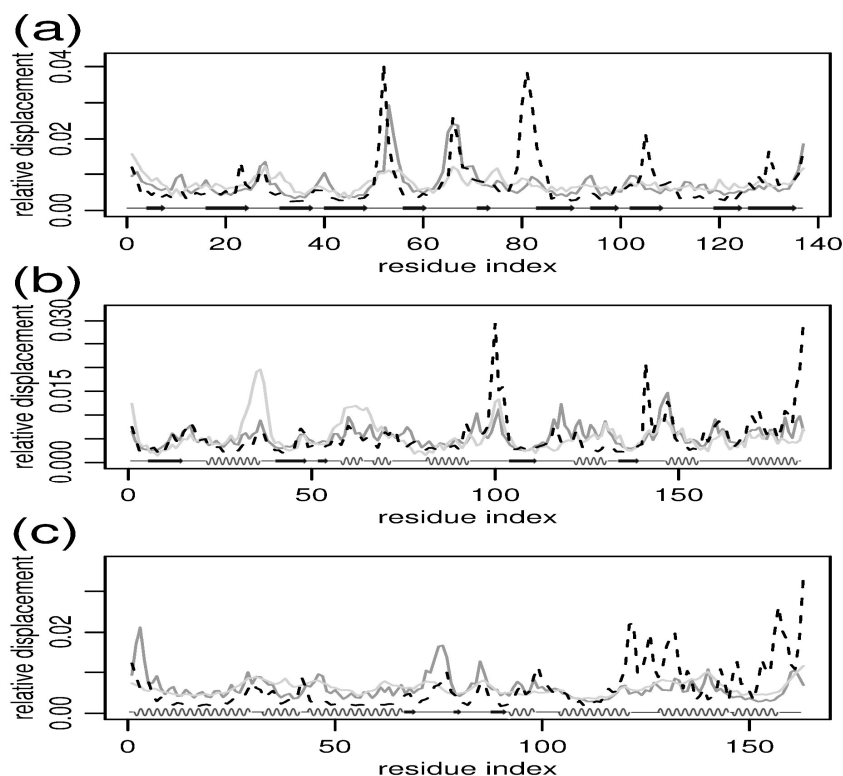 (a)
relative displacement
0.00 0.02 0.04
0 20 40 60 80 100 120 140
residue index
(b)
relative displacement
0.000 0.015 0.030
0 50 100 150
residue index
(c)
relative displacement
0.00 0.02
0 50 100 150
residue index